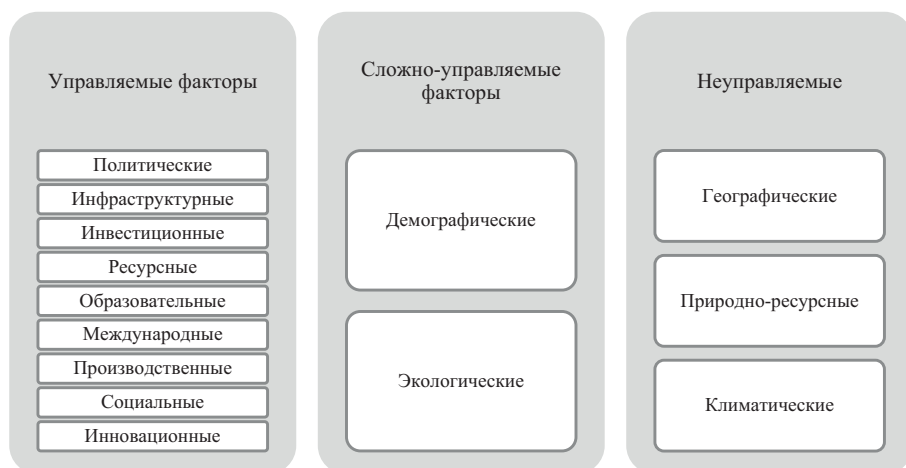 Управляемые факторы
Политические
Инфраструктурные
Инвестиционные
Ресурсные
Образовательные
Международные
Производственные
Социальные
Инновационные
Сложно-управляемые
факторы
Демографические
Экологические
Неуправляемые
Географические
Природно-ресурсные
Климатические